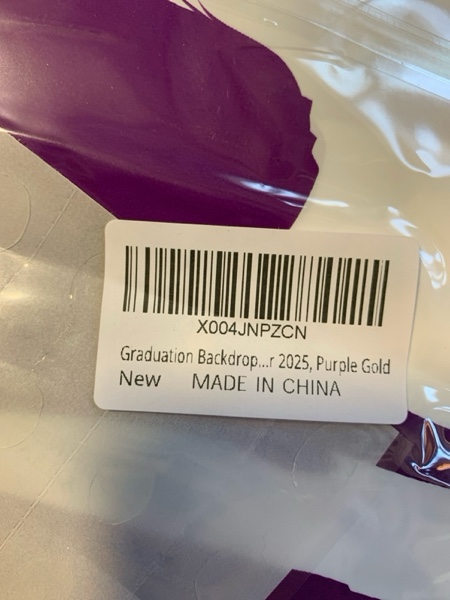 X004JNPZCN
Graduation Backdrop...r 2025, Purple Gold
New MADE IN CHINA